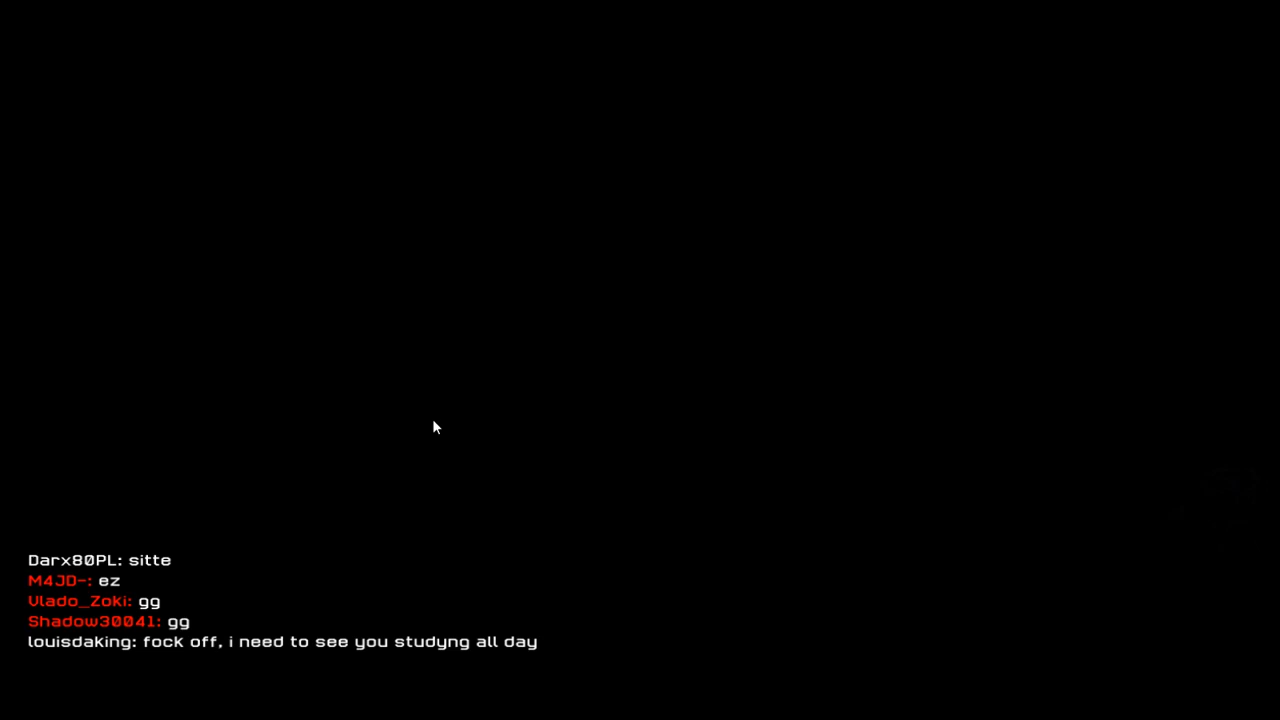 Darx80PL: sitte
M4JD-: ez
Vlado_Zoki: gg
Shadow30041: gg
louisdaking: fock off, i need to see you studyng all day